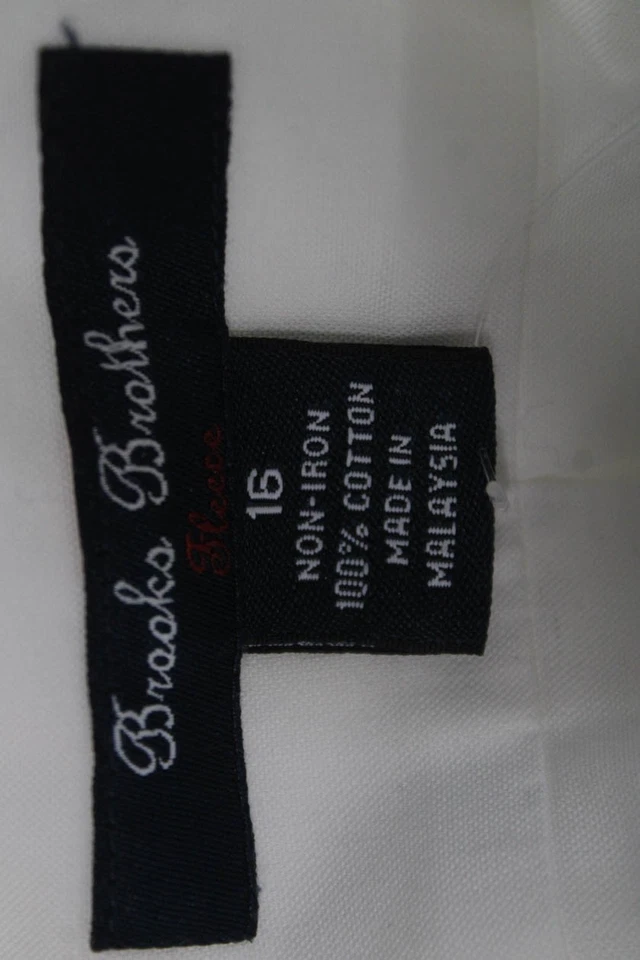 Brooks Brothers
Fleece
16
NON-IRON
100% COTTON
MADE IN
MALAYSIA